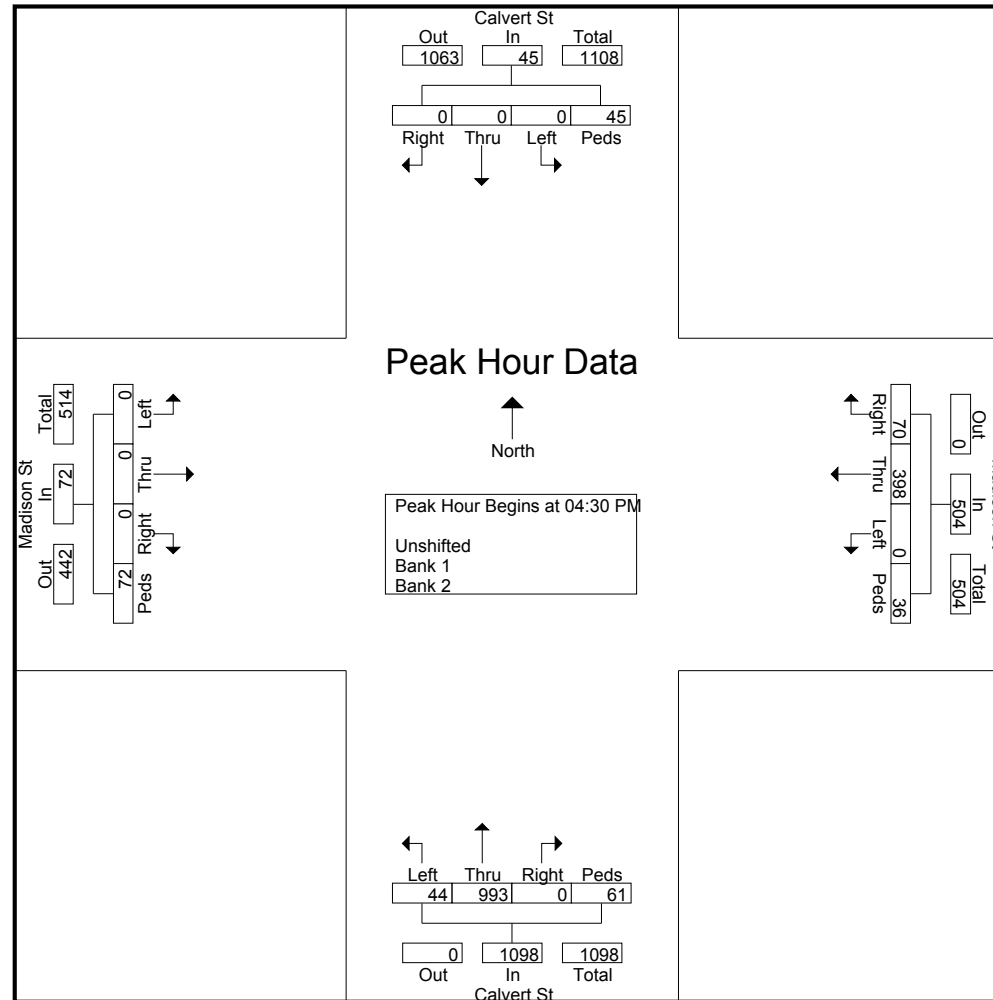 Calvert St
Out In Total
1063 45 1108
0 0 0 45
Right Thru Left Peds
Peak Hour Data
North
Peak Hour Begins at 04:30 PM
Unshifted
Bank 1
Bank 2
Madison St
Total In Out
514 72 442
0 0 0 72
Left Thru Right Peds
Right Thru Left Peds
70 398 0 36
Out In Total
0 504 504
Left Thru Right Peds
44 993 0 61
0 1098 1098
Out In Total
Calvert St